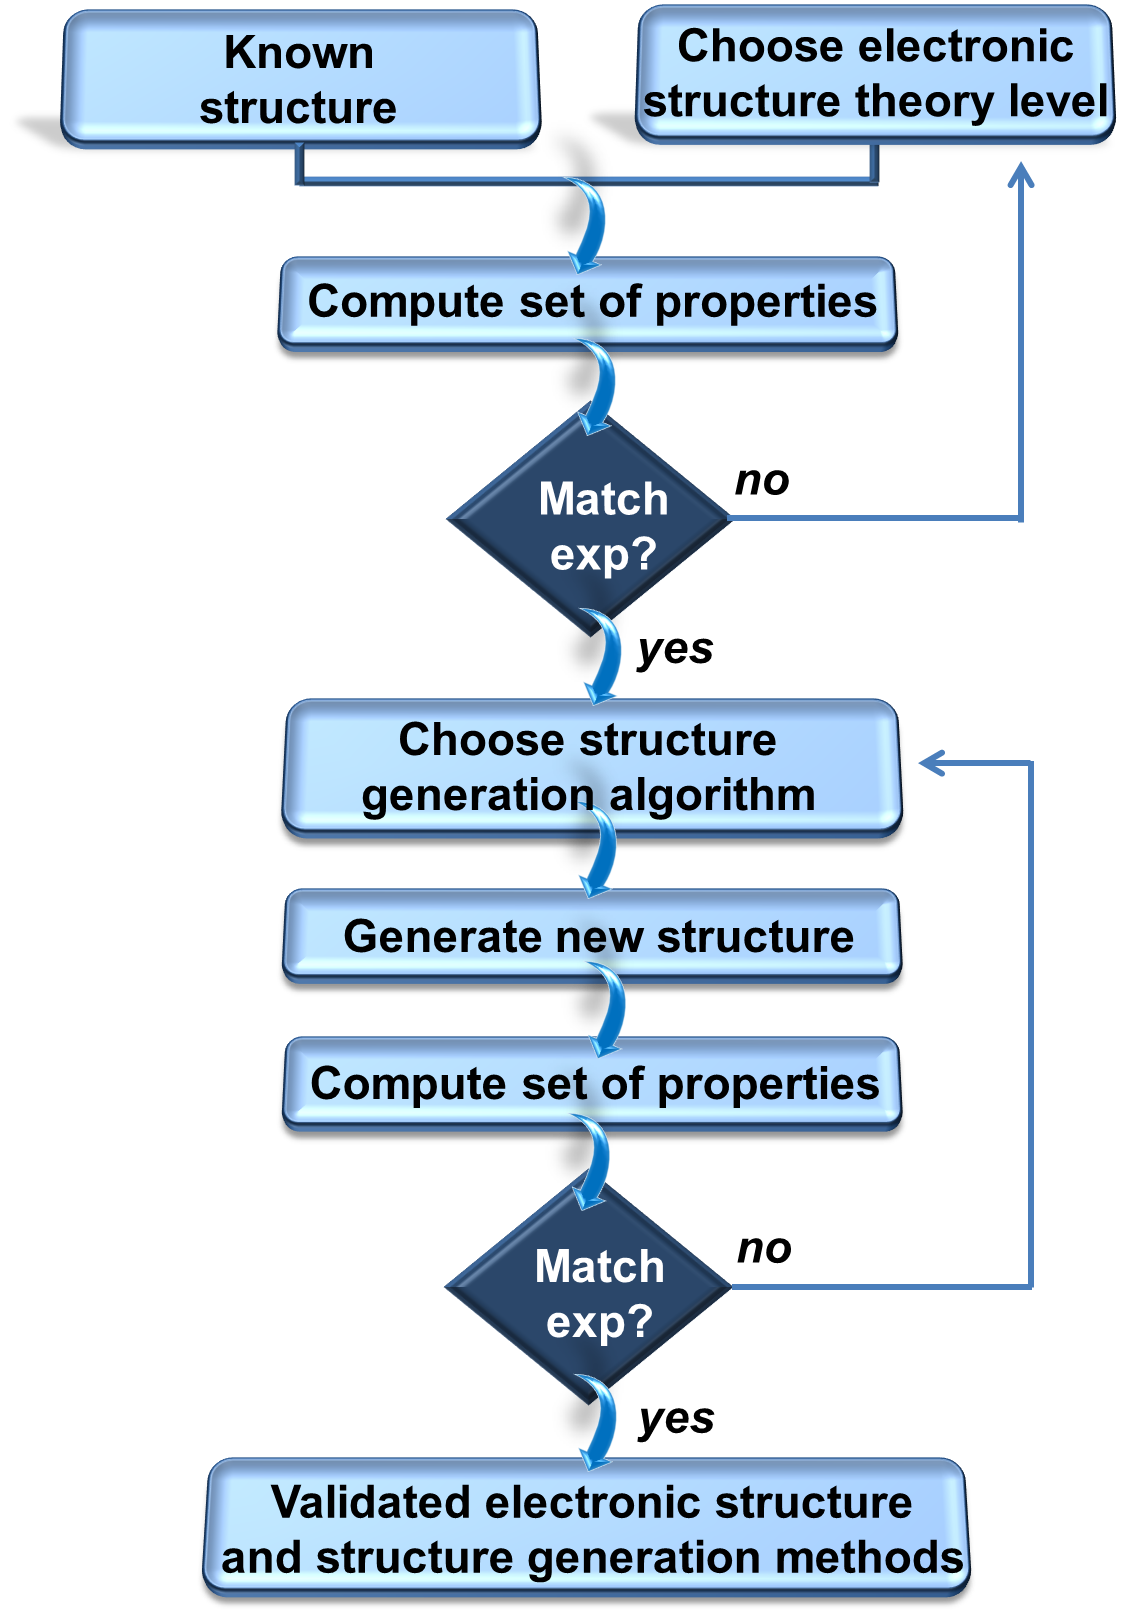 Known
structure
Choose electronic
structure theory level
Compute set of properties
Match
exp?
no
yes
Choose structure
generation algorithm
Generate new structure
Compute set of properties
Match
exp?
no
yes
Validated electronic structure
and structure generation methods